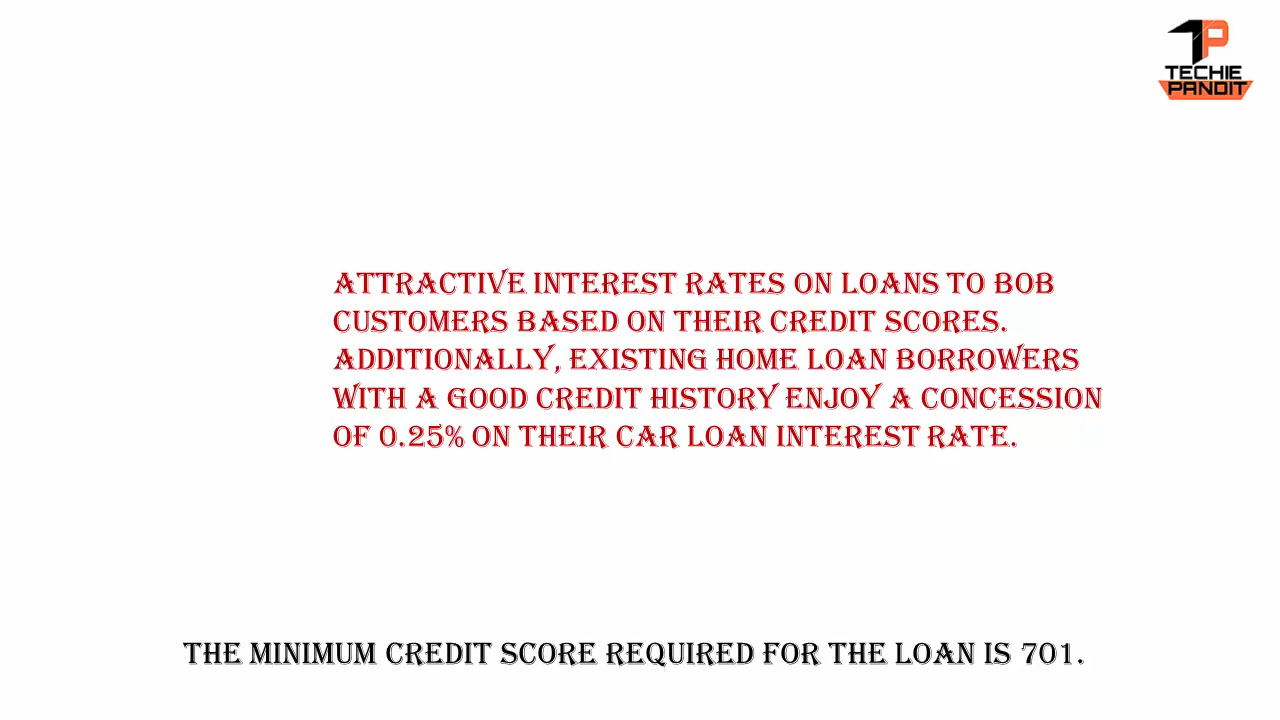 TP
TECHIE
PANDIT
ATTRACTIVE INTEREST RATES ON LOANS TO BOB
CUSTOMERS BASED ON THEIR CREDIT SCORES.
ADDITIONALLY, EXISTING HOME LOAN BORROWERS
WITH A GOOD CREDIT HISTORY ENJOY A CONCESSION
OF 0.25% ON THEIR CAR LOAN INTEREST RATE.
THE MINIMUM CREDIT SCORE REQUIRED FOR THE LOAN IS 701.